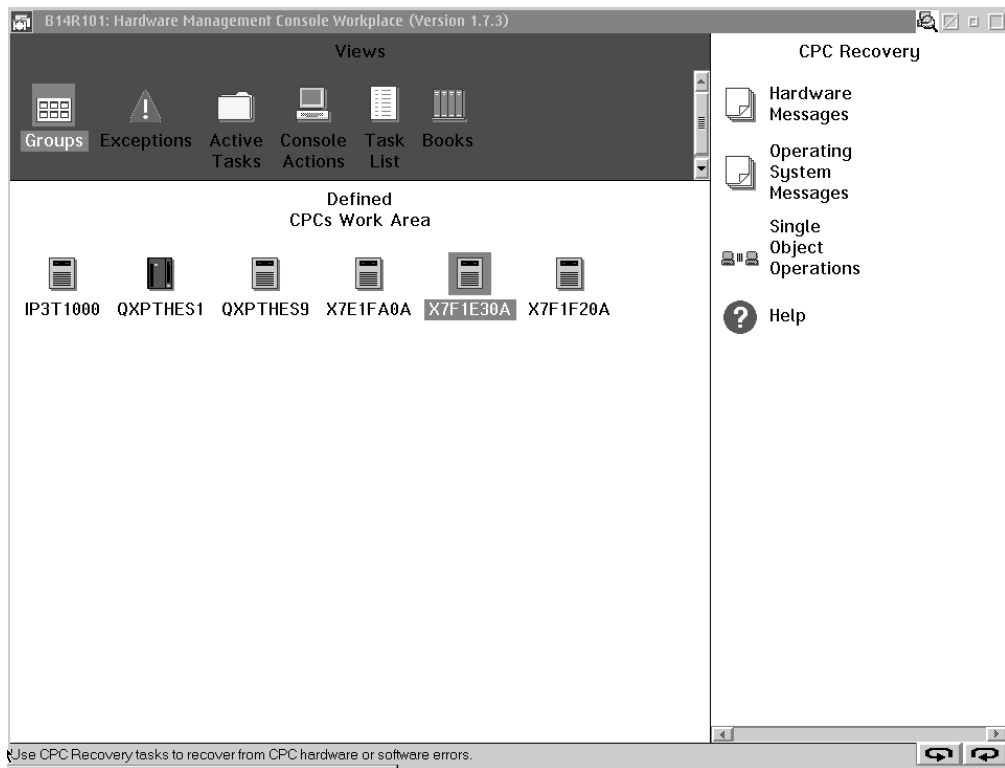 B14R101: Hardware Management Console Workplace (Version 1.7.3)
Views
Groups
Exceptions
Active
Tasks
Console
Actions
Task
List
Books
Defined
CPCs Work Area
IP3T1000
QXPTHES1
QXPTHES9
X7E1FA0A
X7F1E30A
X7F1F20A
CPC Recovery
Hardware
Messages
Operating
System
Messages
Single
Object
Operations
? Help
Use CPC Recovery tasks to recover from CPC hardware or software errors.